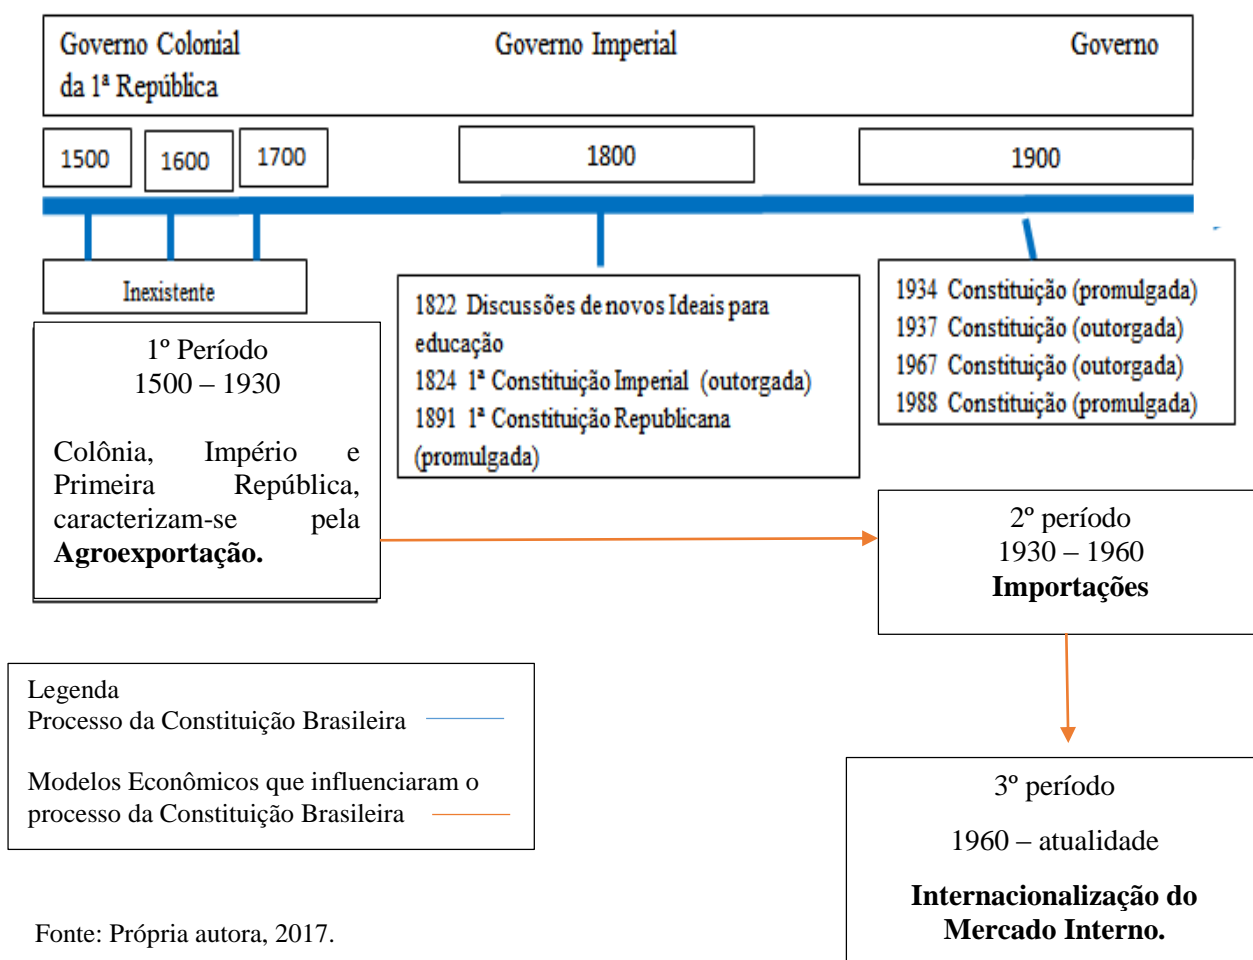 Governo Colonial Governo Imperial Governo
da 1ª República
1500 1600 1700 1800 1900
Inexistente
1º Período
1500 – 1930
Colônia, Império e
Primeira República,
caracterizam-se pela
Agroexportação.
1822 Discussões de novos Ideais para
educação
1824 1ª Constituição Imperial (outorgada)
1891 1ª Constituição Republicana
(promulgada)
1934 Constituição (promulgada)
1937 Constituição (outorgada)
1967 Constituição (outorgada)
1988 Constituição (promulgada)
2º período
1930 – 1960
Importações
3º período
1960 – atualidade
Internacionalização do
Mercado Interno.
Legenda
Processo da Constituição Brasileira
Modelos Econômicos que influenciaram o
processo da Constituição Brasileira
Fonte: Própria autora, 2017.